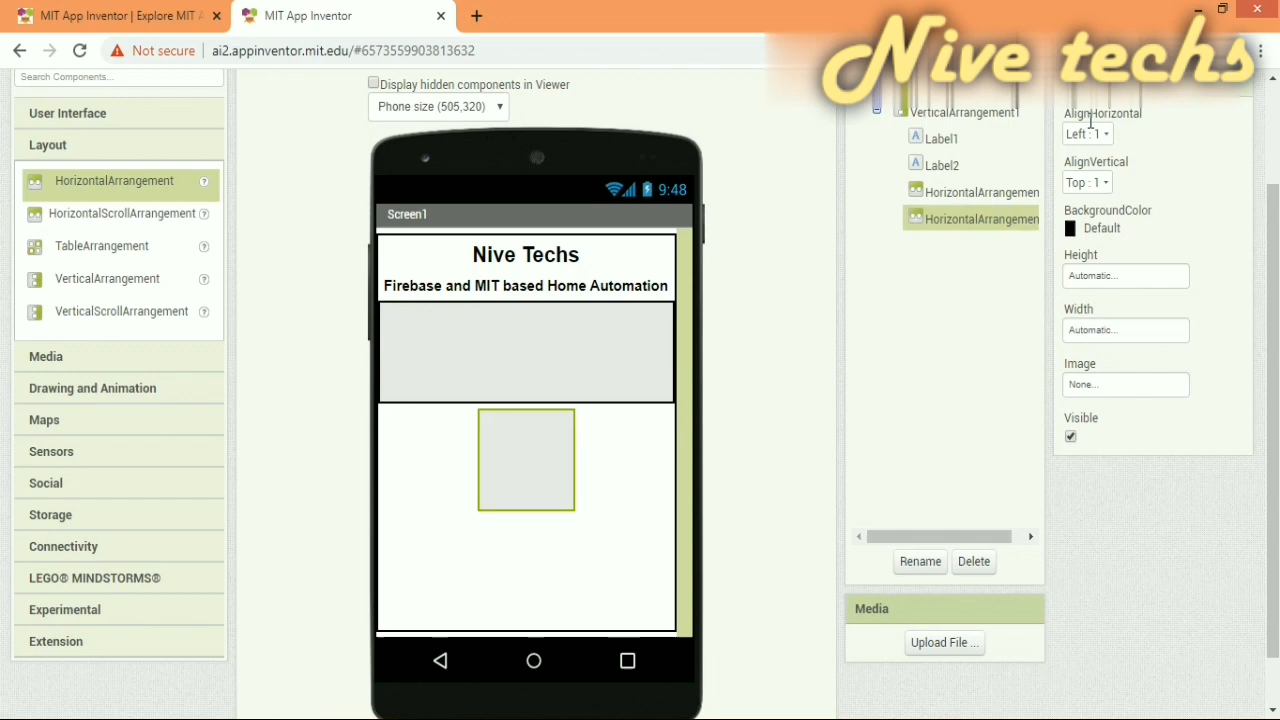 MIT App Inventor | Explore MIT A
MIT App Inventor
Not secure
ai2.appinventor.mit.edu/#6573559903813632
Nive techs
Search Components...
User Interface
Layout
HorizontalArrangement
HorizontalScrollArrangement
TableArrangement
VerticalArrangement
VerticalScrollArrangement
Media
Drawing and Animation
Maps
Sensors
Social
Storage
Connectivity
LEGO® MINDSTORMS®
Experimental
Extension
Display hidden components in Viewer
Phone size (505,320)
9:48
Screen1
Nive Techs
Firebase and MIT based Home Automation
VerticalArrangement1
Label1
Label2
HorizontalArrangemen
HorizontalArrangemen
Rename
Delete
Media
Upload File ...
AlignHorizontal
Left : 1
AlignVertical
Top : 1
BackgroundColor
Default
Height
Automatic...
Width
Automatic...
Image
None...
Visible